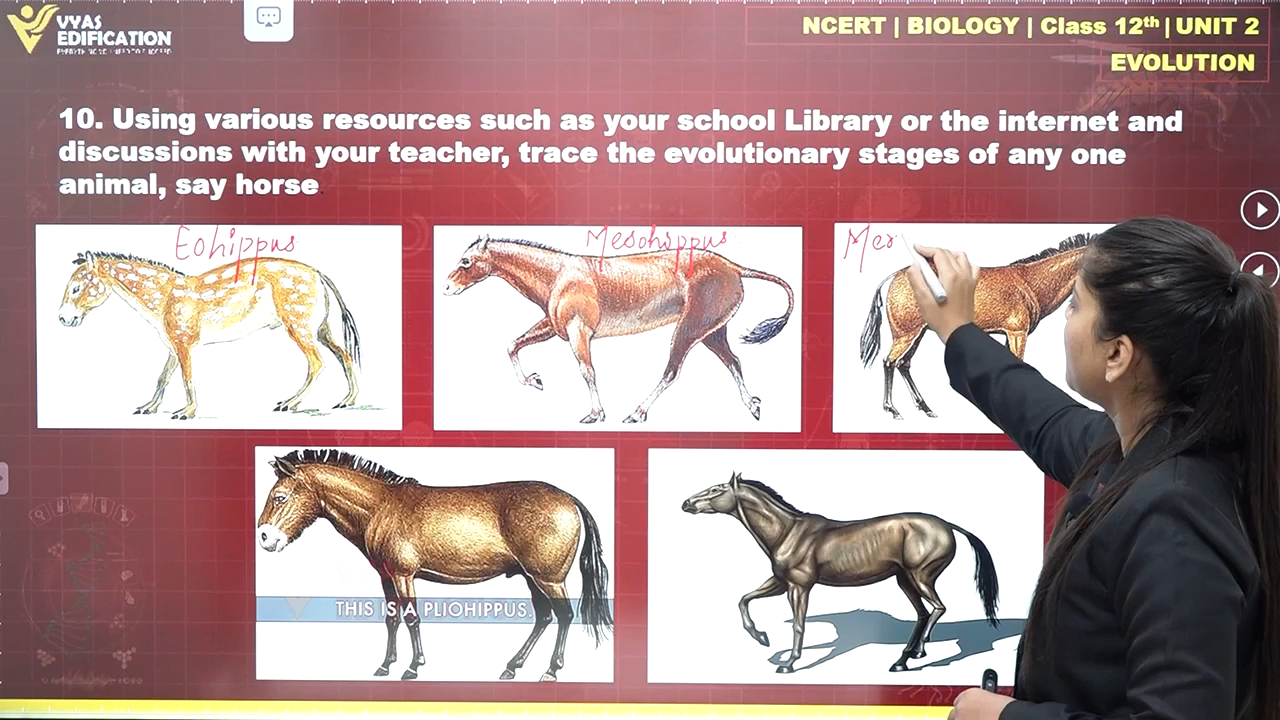 VYAS
EDIFICATION
NCERT | BIOLOGY | Class 12th | UNIT 2
EVOLUTION
10. Using various resources such as your school Library or the internet and
discussions with your teacher, trace the evolutionary stages of any one
animal, say horse
Eohippus
Mesohippus
Mer
THIS IS A PLIOHIPPUS.